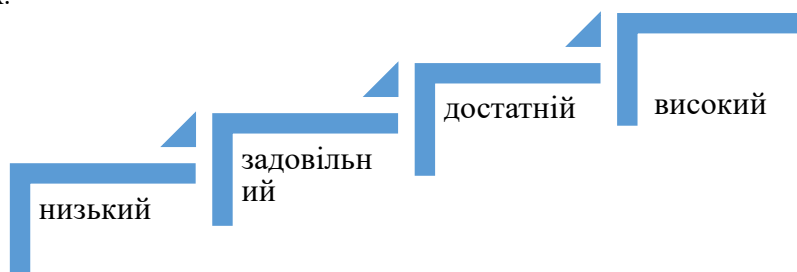 низький
задовільн
ий
достатній
високий